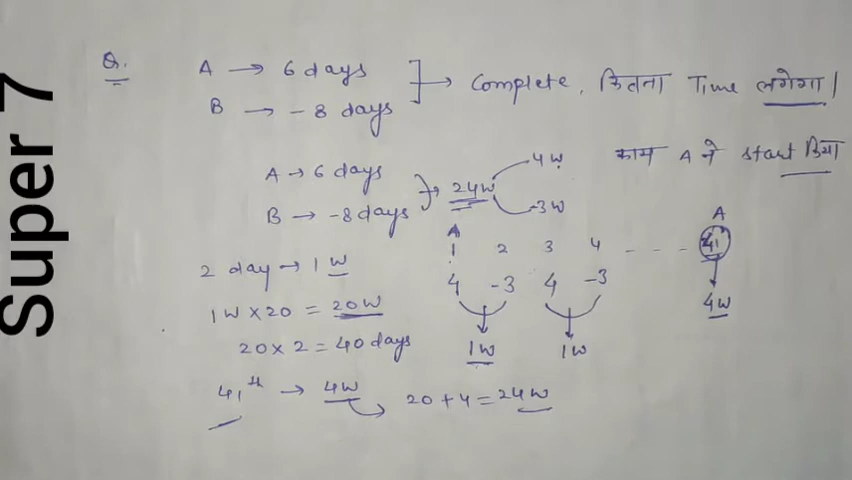 Super 7
Q. A → 6 days
B → - 8 days
→ Complete, कितना Time लगेगा।
काम A ने start किया
A → 6 days
B → -8 days
→ 24W
4W
-3W
A A
1 2 3 4 - - - 41
4 -3 4 -3
1W 1W 4W
2 day → 1 W
1W × 20 = 20W
20 × 2 = 40 days
41th → 4W → 20 + 4 = 24W